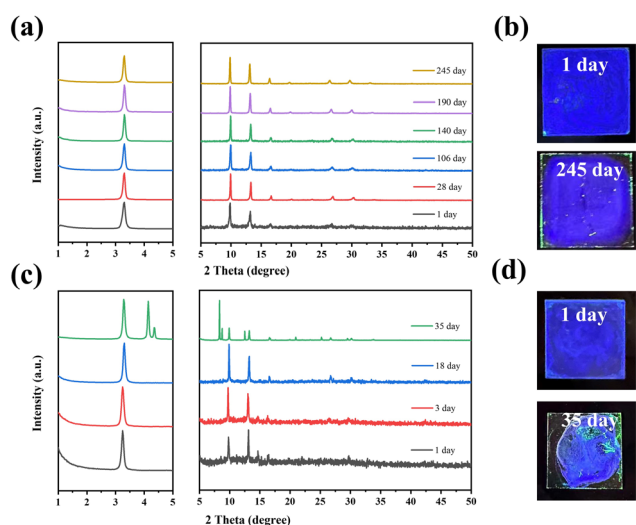 (a)
Intensity (a.u.)
245 day
190 day
140 day
106 day
28 day
1 day
1 2 3 4 5
5 10 15 20 25 30 35 40 45 50
2 Theta (degree)
(b)
1 day
245 day
(c)
Intensity (a.u.)
35 day
18 day
3 day
1 day
1 2 3 4 5
5 10 15 20 25 30 35 40 45 50
2 Theta (degree)
(d)
1 day
35 day